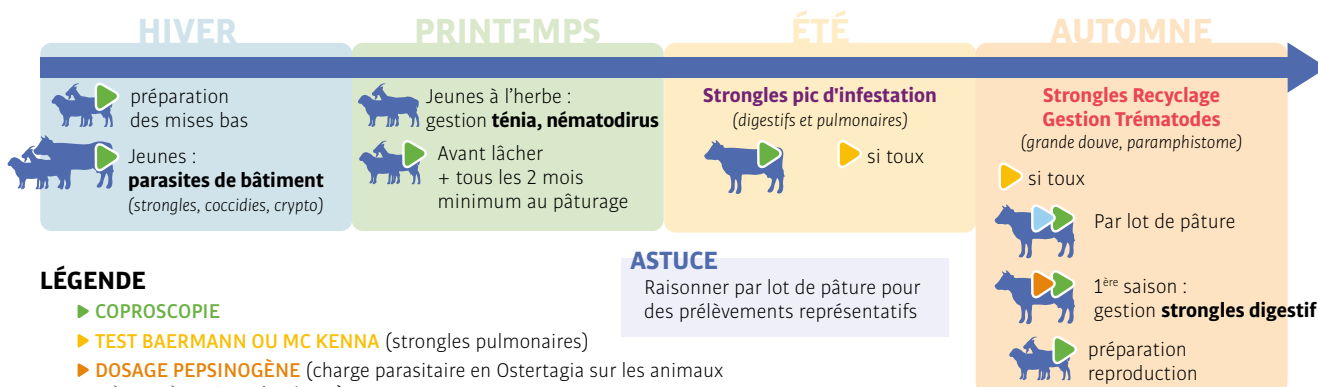 HIVER
préparation
des mises bas
Jeunes :
parasites de bâtiment
(strongles, coccidies, crypto)
PRINTEMPS
Jeunes à l'herbe :
gestion ténia, nématodirus
Avant lâcher
+ tous les 2 mois
minimum au pâturage
ÉTÉ
Strongles pic d'infestation
(digestifs et pulmonaires)
si toux
AUTOMNE
Strongles Recyclage
Gestion Trématodes
(grande douve, paramphistome)
si toux
Par lot de pâture
1ère saison :
gestion strongles digestif
préparation
reproduction
ASTUCE
Raisonner par lot de pâture pour
des prélèvements représentatifs
LÉGENDE
COPROSCOPIE
TEST BAERMANN OU MC KENNA (strongles pulmonaires)
DOSAGE PEPSINOGÈNE (charge parasitaire en Ostertagia sur les animaux